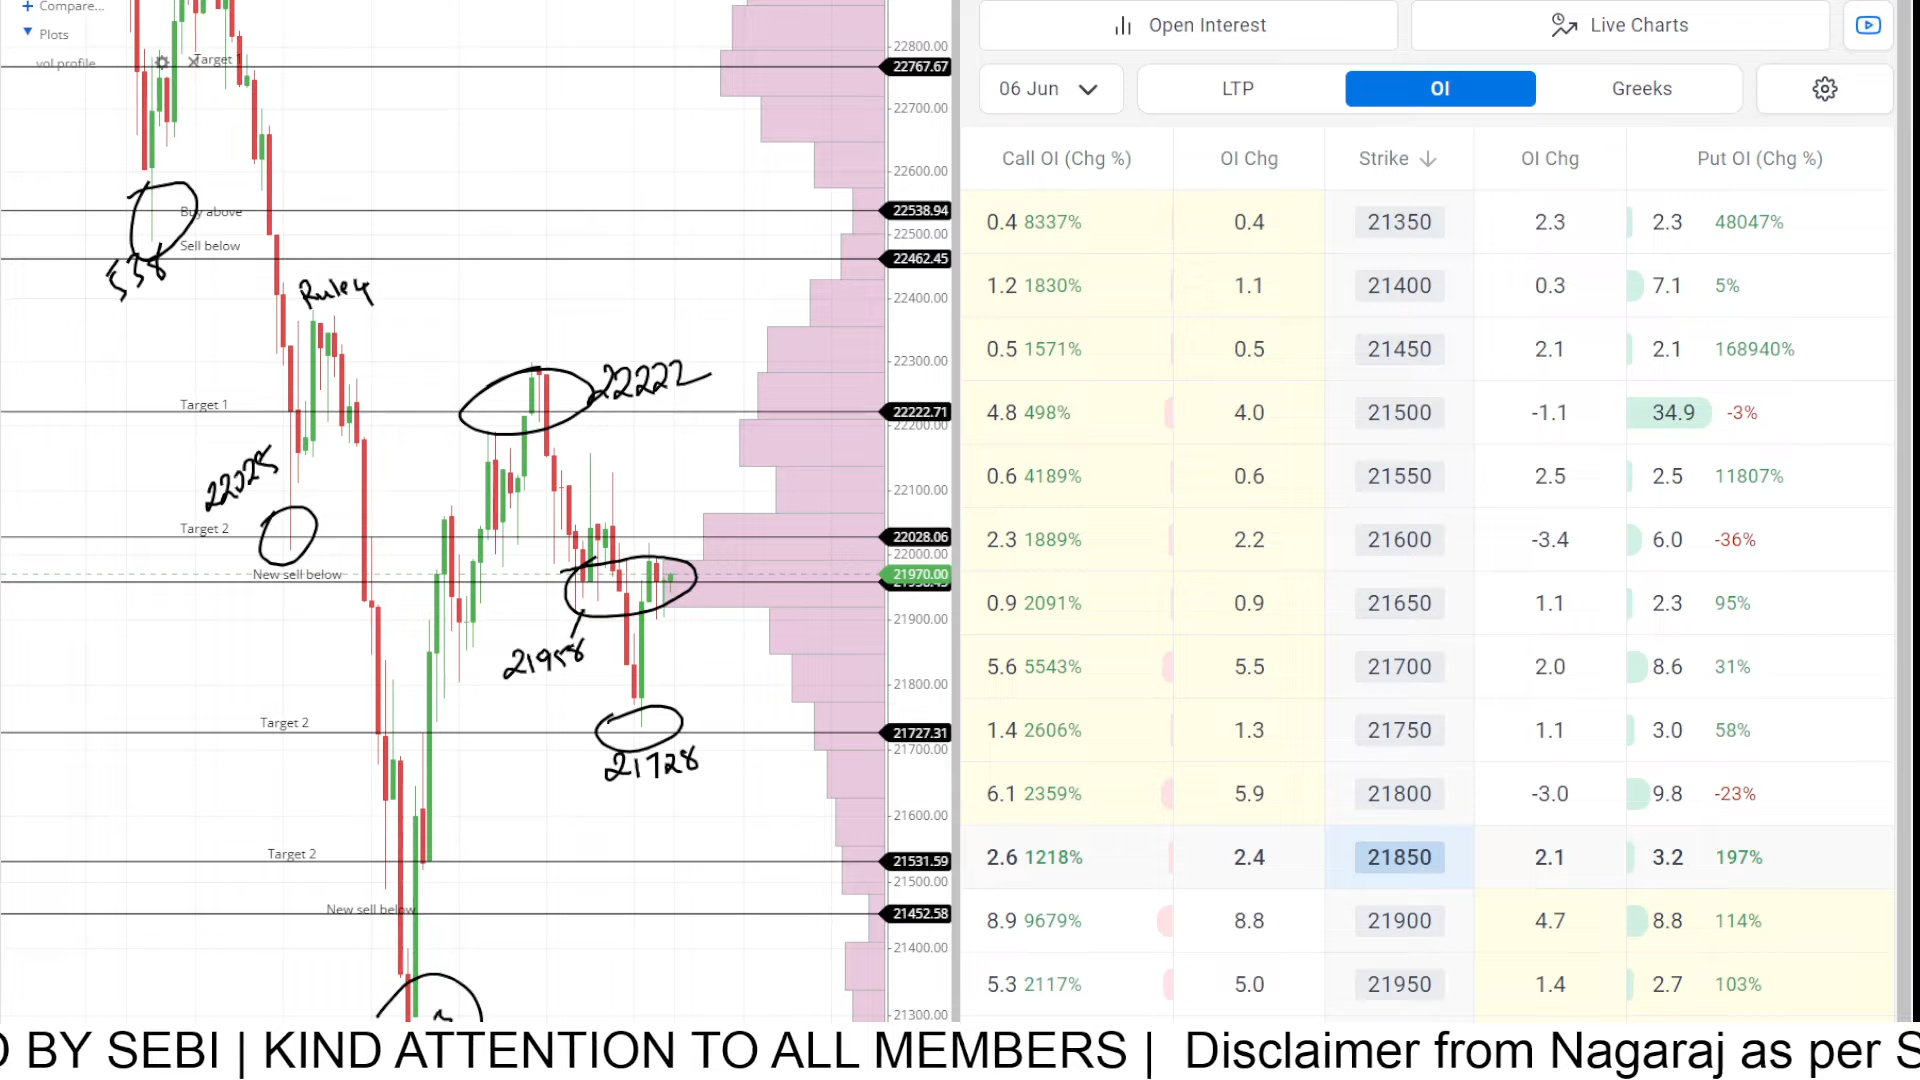 + Compare...
Plots
vol profile
Target 1
22800.00
22767.67
22700.00
22600.00
Buy above
22538.94
22500.00
Sell below
22462.45
538
22400.00
Ruley
22300.00
22222
Target 1
22222.71
22200.00
22100.00
Target 2
22028.06
22000.00
New sell below
21970.00
21900.00
21958
21800.00
Target 2
21727.31
21700.00
21728
21600.00
Target 2
21531.59
21500.00
New sell below
21452.58
21400.00
21300.00
Open Interest
Live Charts
06 Jun
LTP
OI
Greeks
Call OI (Chg %) OI Chg Strike OI Chg Put OI (Chg %)
0.4 8337% 0.4 21350 2.3 2.3 48047%
1.2 1830% 1.1 21400 0.3 7.1 5%
0.5 1571% 0.5 21450 2.1 2.1 168940%
4.8 498% 4.0 21500 -1.1 34.9 -3%
0.6 4189% 0.6 21550 2.5 2.5 11807%
2.3 1889% 2.2 21600 -3.4 6.0 -36%
0.9 2091% 0.9 21650 1.1 2.3 95%
5.6 5543% 5.5 21700 2.0 8.6 31%
1.4 2606% 1.3 21750 1.1 3.0 58%
6.1 2359% 5.9 21800 -3.0 9.8 -23%
2.6 1218% 2.4 21850 2.1 3.2 197%
8.9 9679% 8.8 21900 4.7 8.8 114%
5.3 2117% 5.0 21950 1.4 2.7 103%
BY SEBI | KIND ATTENTION TO ALL MEMBERS | Disclaimer from Nagaraj as per